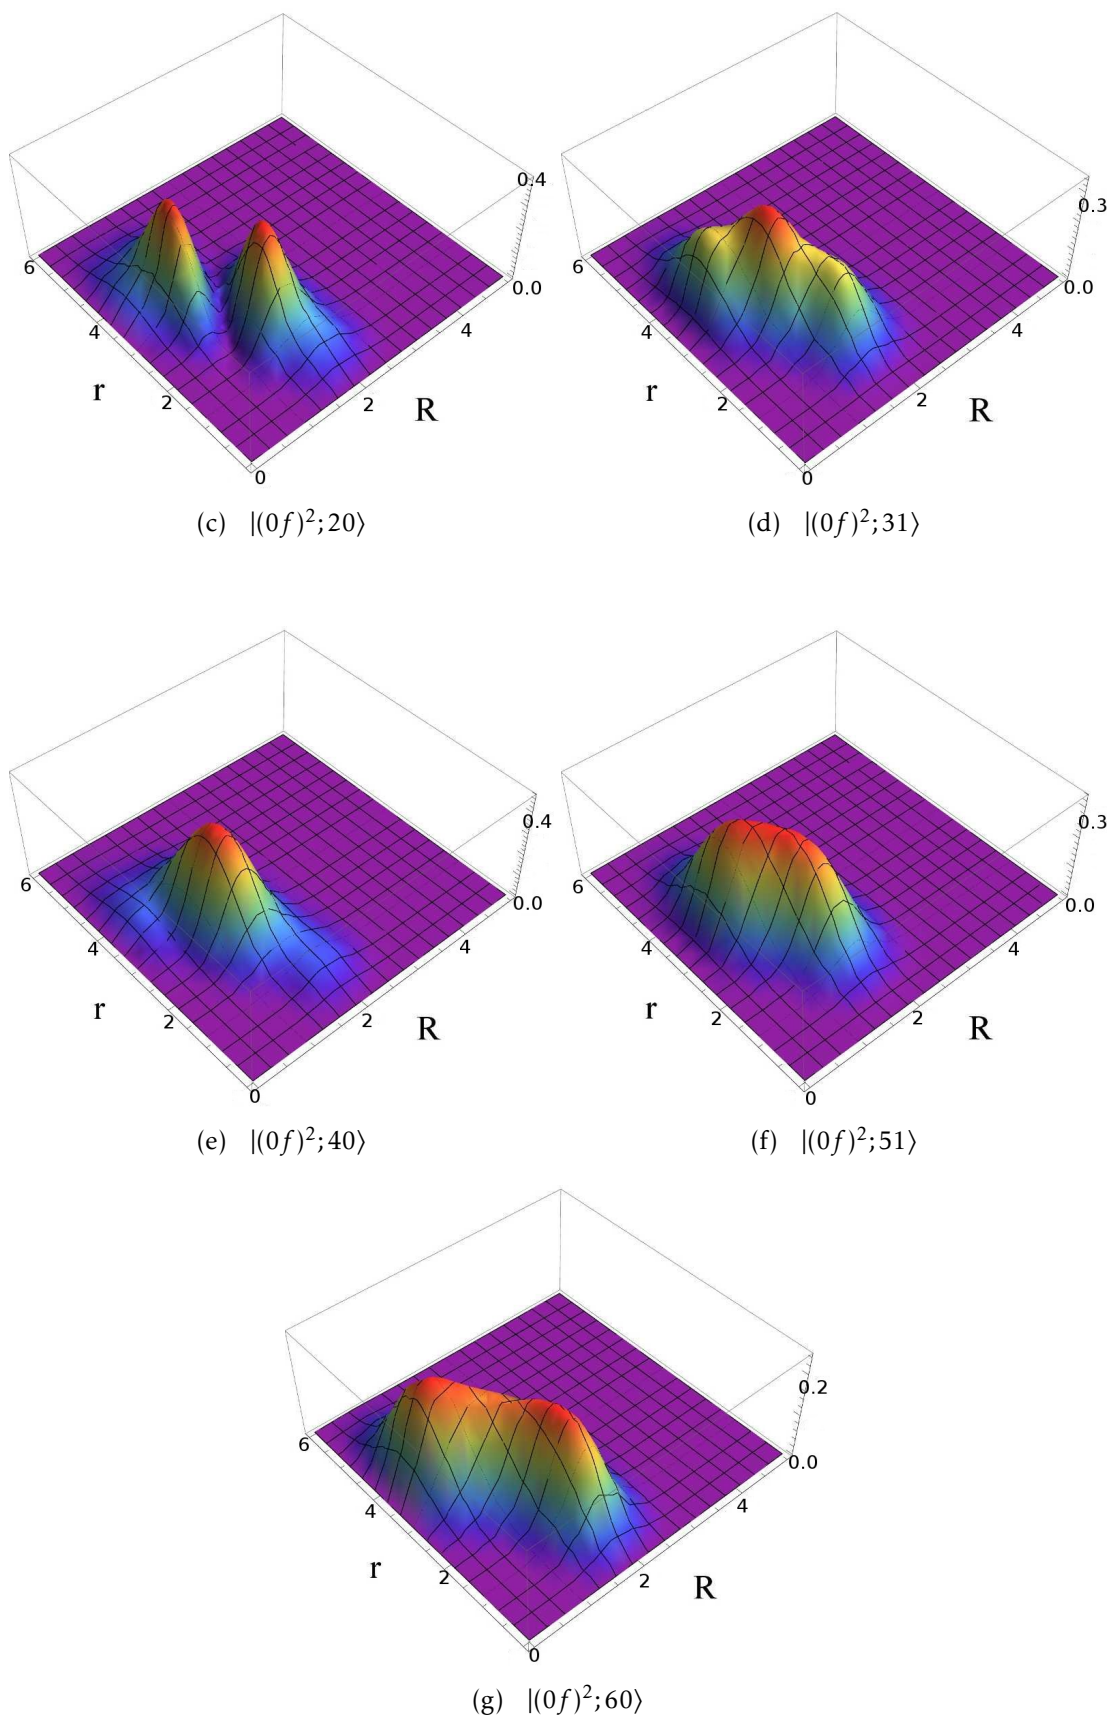 0.4 0.3
6 0.0 6 0.0
4 4 4 4
r 2 2 R r 2 2 R
0 0
(c) |(0f)²;20⟩ (d) |(0f)²;31⟩
0.4 0.3
6 0.0 6 0.0
4 4 4 4
r 2 2 R r 2 2 R
0 0
(e) |(0f)²;40⟩ (f) |(0f)²;51⟩
0.2
6 0.0
4 4
r 2 2 R
0
(g) |(0f)²;60⟩